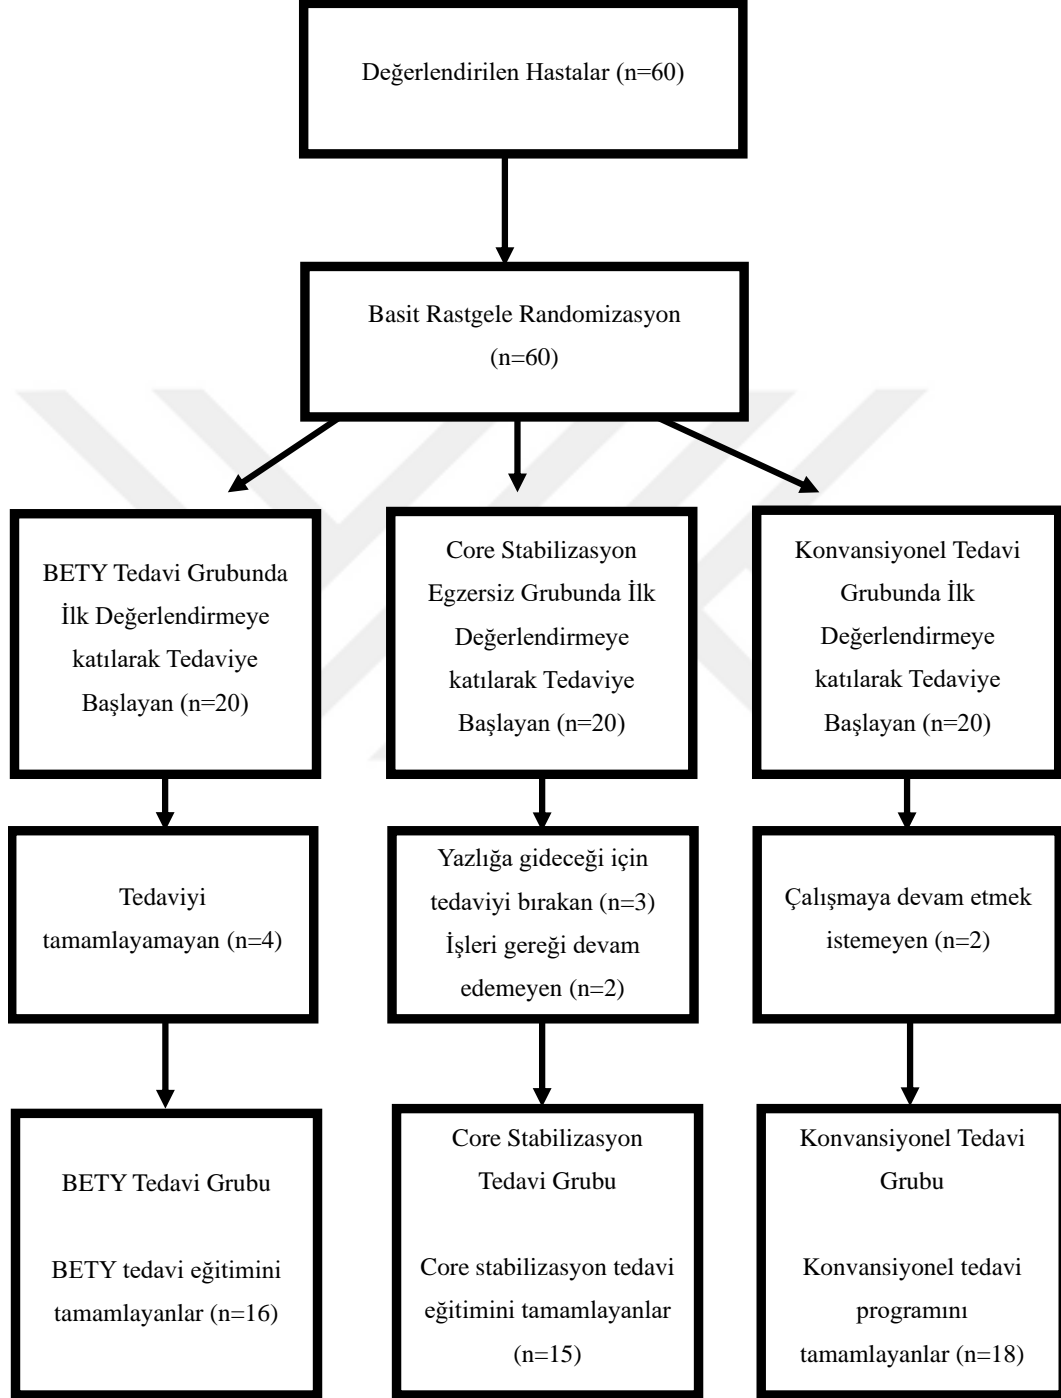 Değerlendirilen Hastalar (n=60)
Basit Rastgele Randomizasyon
(n=60)
BETY Tedavi Grubunda
İlk Değerlendirmeye
katılarak Tedaviye
Başlayan (n=20)
Core Stabilizasyon
Egzersiz Grubunda İlk
Değerlendirmeye
katılarak Tedaviye
Başlayan (n=20)
Konvansiyonel Tedavi
Grubunda İlk
Değerlendirmeye
katılarak Tedaviye
Başlayan (n=20)
Tedaviyi
tamamlayamayan (n=4)
Yazlığa gideceği için
tedaviyi bırakan (n=3)
İşleri gereği devam
edemeyen (n=2)
Çalışmaya devam etmek
istemeyen (n=2)
BETY Tedavi Grubu
BETY tedavi eğitimini
tamamlayanlar (n=16)
Core Stabilizasyon
Tedavi Grubu
Core stabilizasyon tedavi
eğitimini tamamlayanlar
(n=15)
Konvansiyonel Tedavi
Grubu
Konvansiyonel tedavi
programını
tamamlayanlar (n=18)